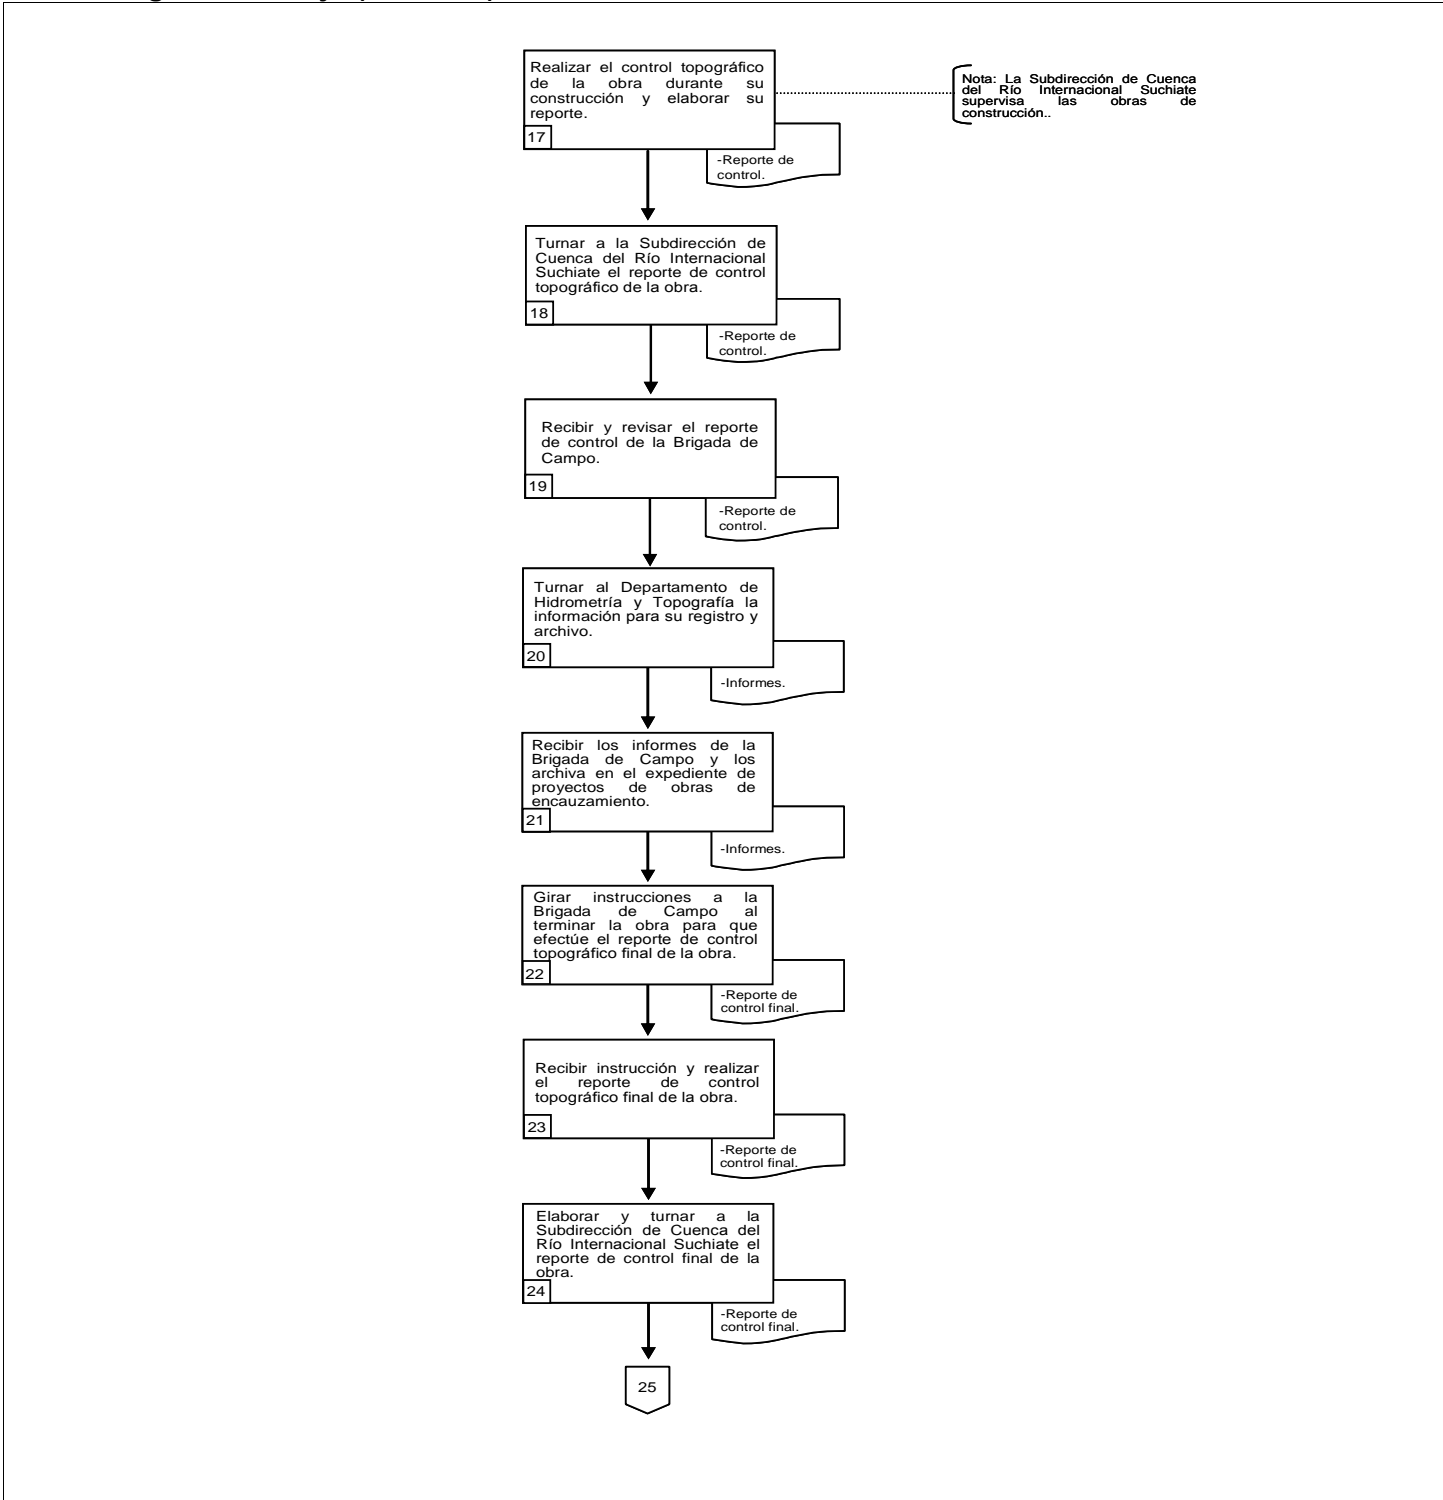 Realizar el control topográfico
de la obra durante su
construcción y elaborar su
reporte.
17
Nota: La Subdirección de Cuenca
del Río Internacional Suchiate
supervisa las obras de
construcción..
-Reporte de
control.
Turnar a la Subdirección de
Cuenca del Río Internacional
Suchiate el reporte de control
topográfico de la obra.
18
-Reporte de
control.
Recibir y revisar el reporte
de control de la Brigada de
Campo.
19
-Reporte de
control.
Turnar al Departamento de
Hidrometría y Topografía la
información para su registro y
archivo.
20
-Informes.
Recibir los informes de la
Brigada de Campo y los
archiva en el expediente de
proyectos de obras de
encauzamiento.
21
-Informes.
Girar instrucciones a la
Brigada de Campo al
terminar la obra para que
efectúe el reporte de control
topográfico final de la obra.
22
-Reporte de
control final.
Recibir instrucción y realizar
el reporte de control
topográfico final de la obra.
23
-Reporte de
control final.
Elaborar y turnar a la
Subdirección de Cuenca del
Río Internacional Suchiate el
reporte de control final de la
obra.
24
-Reporte de
control final.
25